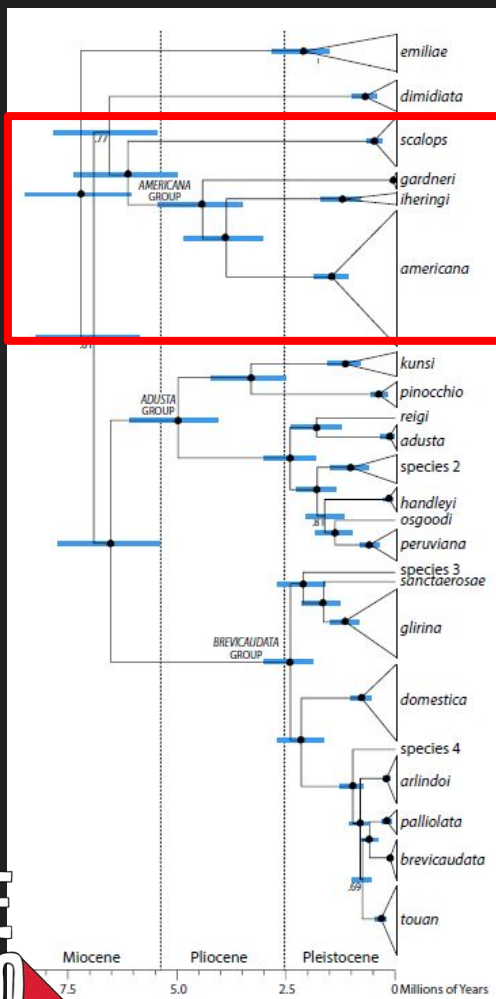 emiliae
dimidiata
scalops
.77
gardneri
AMERICANA
GROUP
iheringi
americana
kunsi
pinocchio
ADUSTA
GROUP
reigi
adusta
species 2
handleyi
.81
osgoodi
peruviana
species 3
sanctaerosae
glirina
BREVICAUDATA
GROUP
domestica
species 4
arlindoi
palliolata
brevicaudata
.69
touan
Miocene Pliocene Pleistocene
7.5 5.0 2.5 0 Millions of Years